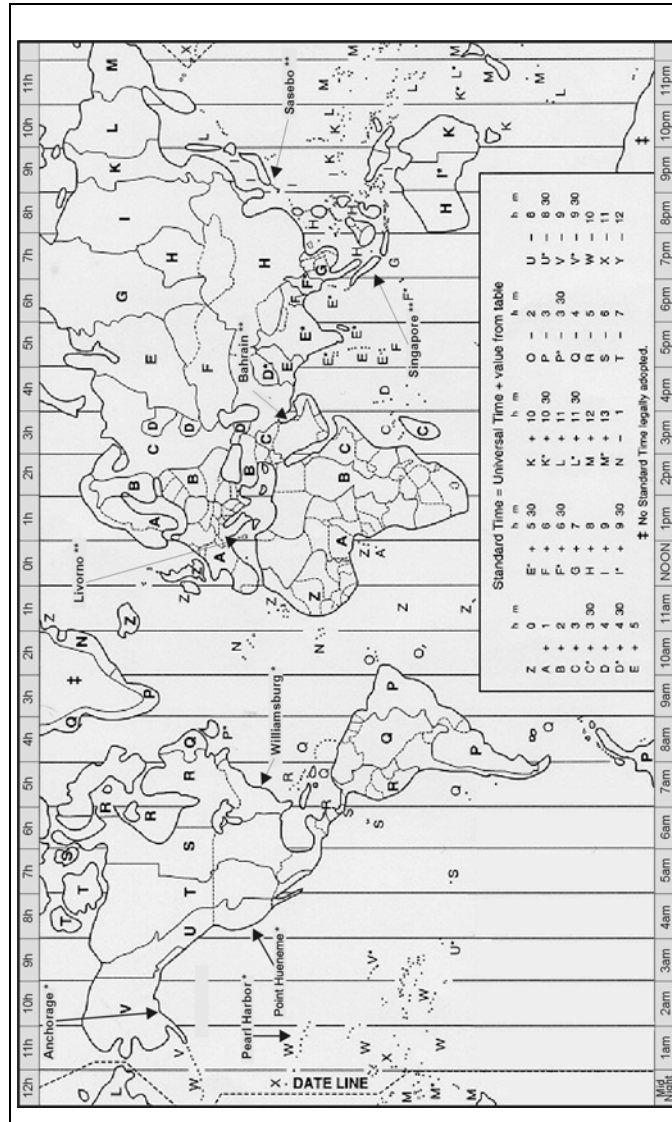 12h 11h 10h 9h 8h 7h 6h 5h 4h 3h 2h 1h 0h 1h 2h 3h 4h 5h 6h 7h 8h 9h 10h 11h
Anchorage *
Livorno **
L V T T S R R Q Q ‡ P N Z Z Z A B C D D E G I K L M X
V W U T S R Q P* Z A B B C D F H H I L
Pearl Harbor *
Point Hueneme *
Williamsburg *
Bahrain **
Sasebo **
X - DATE LINE
W W R Q R N Z A B C D* E E* F F* G H I K L M
Singapore **
M M* X W V* U* S S R Q P O Z A B C D E F G H I K L M
H I* K K K* L* M
Standard Time = Universal Time + value from table
h m h m h m h m h m
Z 0 E* + 5 30 K + 10 O – 2 U – 8
A + 1 F + 6 K* + 10 30 P – 3 U* – 8 30
B + 2 F* + 6 30 L + 11 P* – 3 30 V – 9
C + 3 G + 7 L* + 11 30 Q – 4 V* – 9 30
C* + 3 30 H + 8 M + 12 R – 5 W – 10
D + 4 I + 9 M* + 13 S – 6 X – 11
D* + 4 30 I* + 9 30 N – 1 T – 7 Y – 12
E + 5
‡ No Standard Time legally adopted.
‡
Mid Night 1am 2am 3am 4am 5am 6am 7am 8am 9am 10am 11am NOON 1pm 2pm 3pm 4pm 5pm 6pm 7pm 8pm 9pm 10pm 11pm